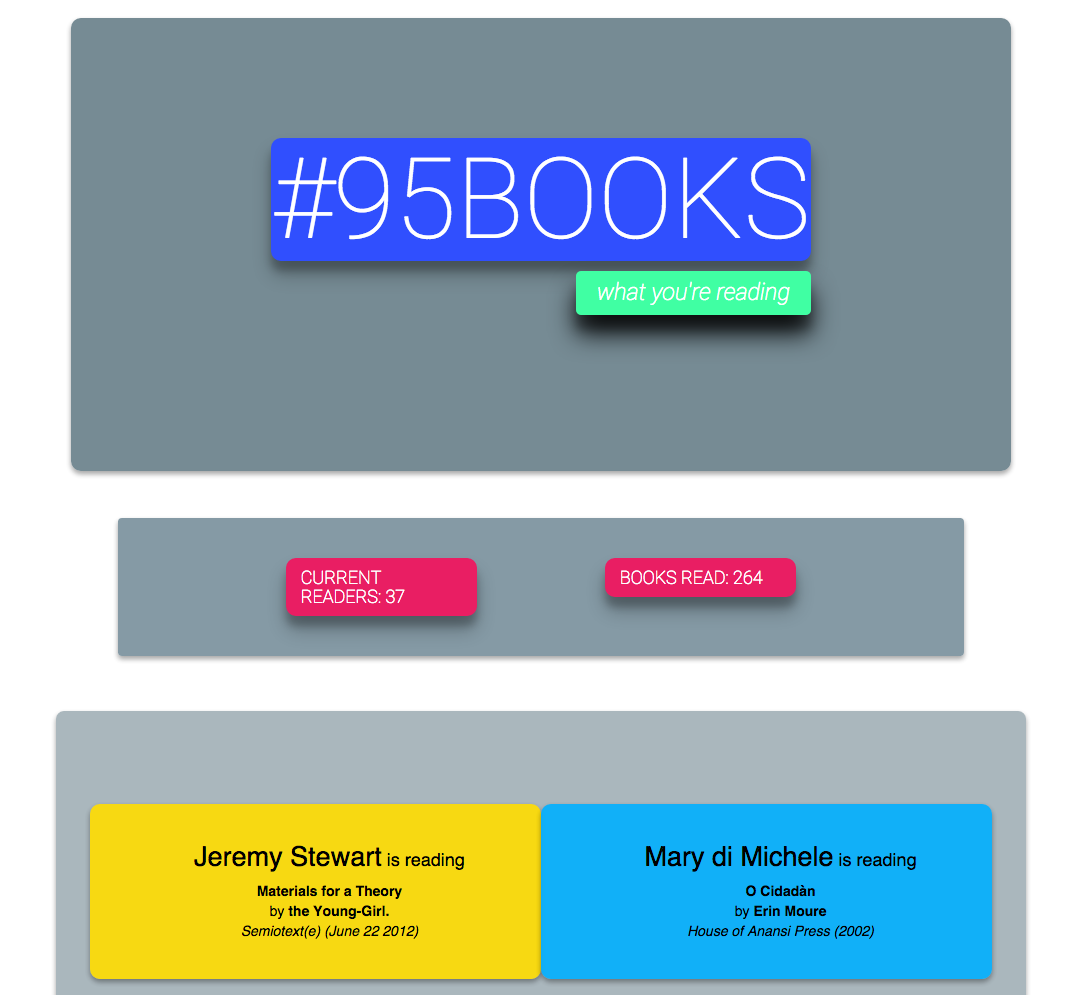 #95BOOKS
what you're reading
CURRENT
READERS: 37
BOOKS READ: 264
Jeremy Stewart is reading
Materials for a Theory
by the Young-Girl.
Semiotext(e) (June 22 2012)
Mary di Michele is reading
O Cidadàn
by Erin Moure
House of Anansi Press (2002)